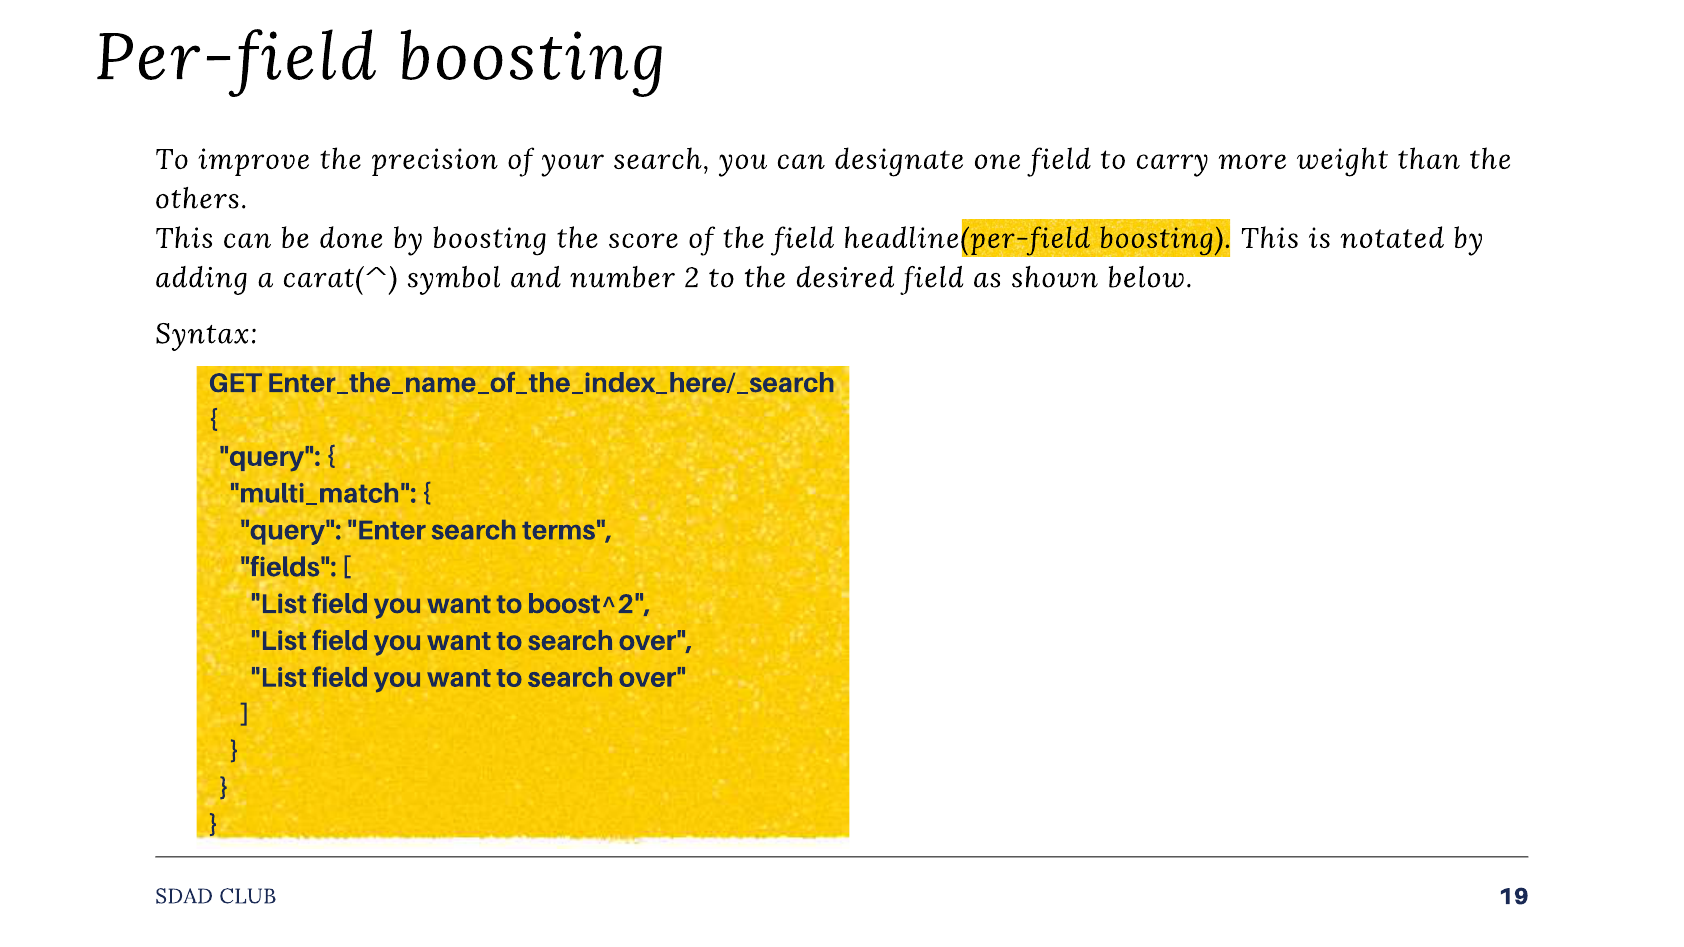 Per-field boosting
To improve the precision of your search, you can designate one field to carry more weight than the
others.
This can be done by boosting the score of the field headline(per-field boosting). This is notated by
adding a carat(^) symbol and number 2 to the desired field as shown below.
Syntax:
GET Enter_the_name_of_the_index_here/_search
{
"query": {
"multi_match": {
"query": "Enter search terms",
"fields": [
"List field you want to boost^2",
"List field you want to search over",
"List field you want to search over"
]
}
}
}
SDAD CLUB
19